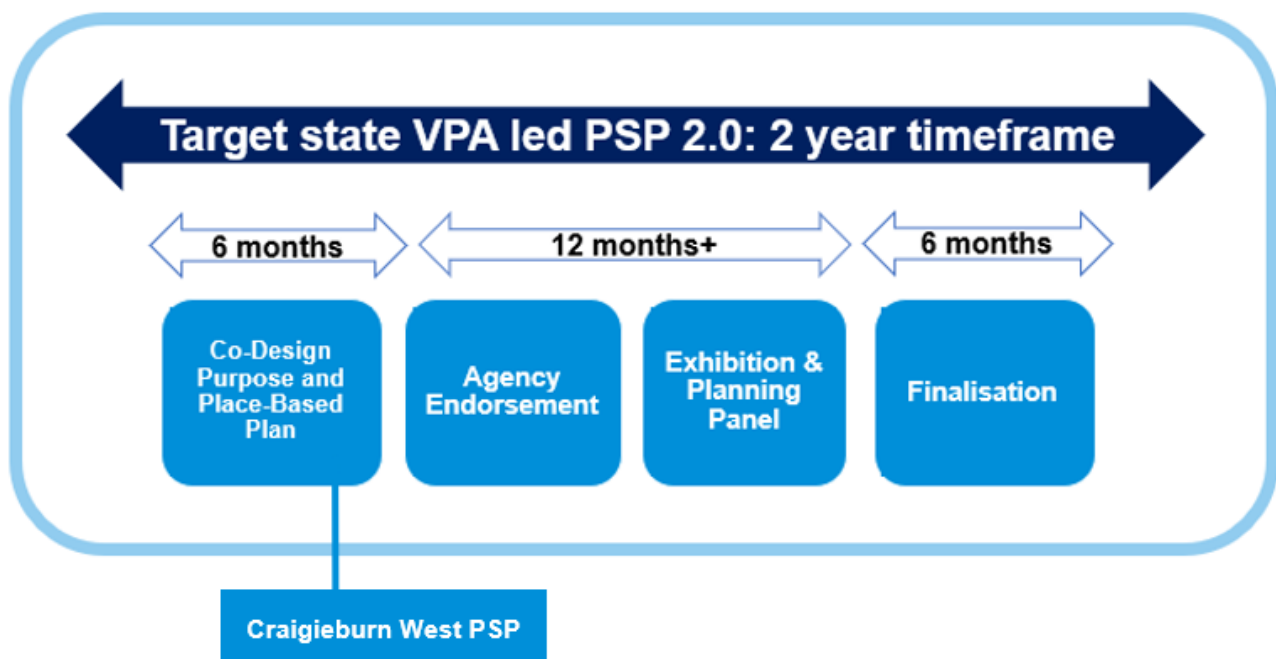 Target state VPA led PSP 2.0: 2 year timeframe
6 months
12 months+
6 months
Co-Design
Purpose and
Place-Based
Plan
Agency
Endorsement
Exhibition &
Planning
Panel
Finalisation
Craigieburn West PSP